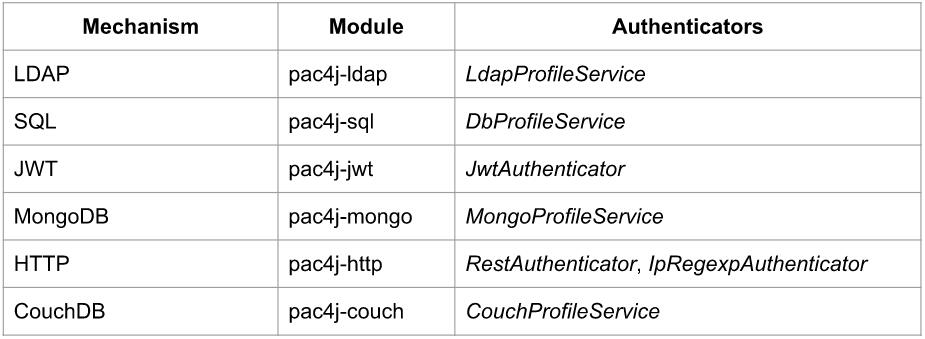 Mechanism Module Authenticators
LDAP pac4j-ldap LdapProfileService
SQL pac4j-sql DbProfileService
JWT pac4j-jwt JwtAuthenticator
MongoDB pac4j-mongo MongoProfileService
HTTP pac4j-http RestAuthenticator, IpRegexpAuthenticator
CouchDB pac4j-couch CouchProfileService